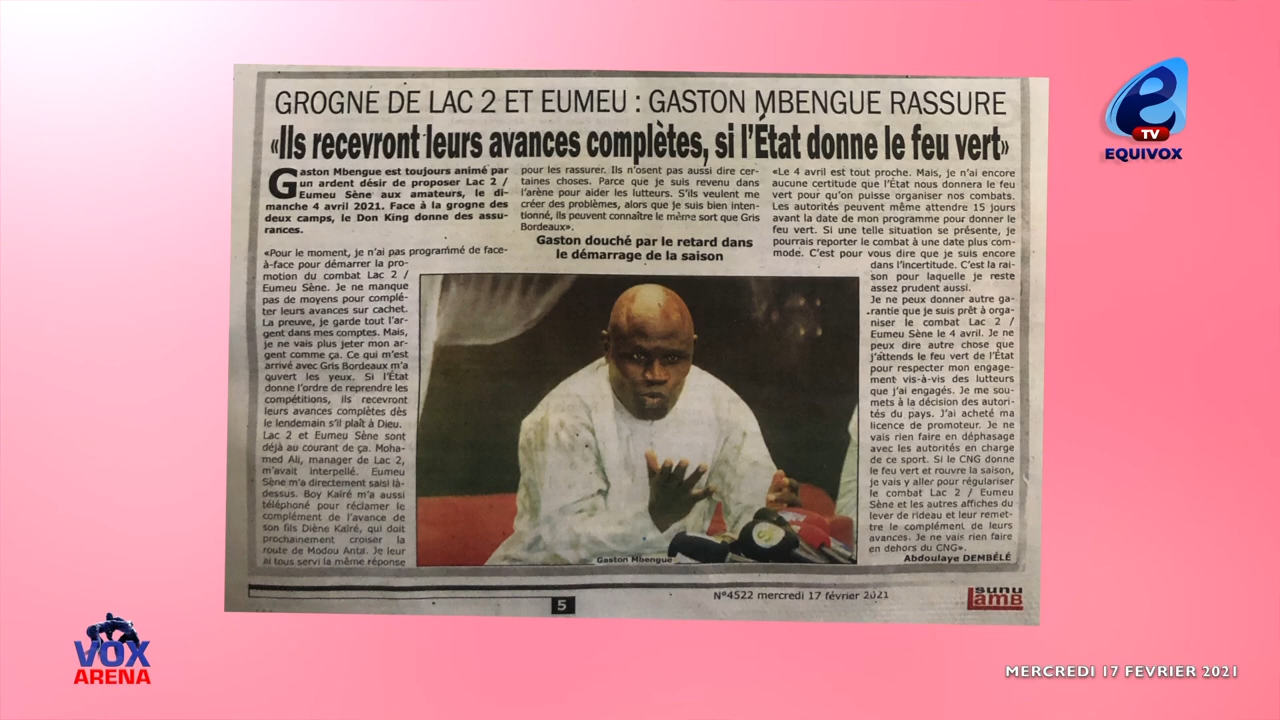 GROGNE DE LAC 2 ET EUMEU : GASTON MBENGUE RASSURE
«Ils recevront leurs avances complètes, si l'État donne le feu vert»
Gaston Mbengue est toujours animé par
un ardent désir de proposer Lac 2 /
Eumeu Sène aux amateurs, le di-
manche 4 avril 2021. Face à la grogne des
deux camps, le Don King donne des assu-
rances.
«Pour le moment, je n'ai pas programmé de face-
à-face pour démarrer la pro-
motion du combat Lac 2 /
Eumeu Sène. Je ne manque
pas de moyens pour complé-
ter leurs avances sur cachet.
La preuve, je garde tout l'ar-
gent dans mes comptes. Mais,
je ne vais plus jeter mon ar-
gent comme ça. Ce qui m'est
arrivé avec Gris Bordeaux m'a
ouvert les yeux. Si l'État
donne l'ordre de reprendre les
compétitions, ils recevront
leurs avances complètes dès
le lendemain s'il plaît à Dieu.
Lac 2 et Eumeu Sène sont
déjà au courant de ça. Moha-
med Ali, manager de Lac 2,
m'avait interpellé. Eumeu
Sène m'a directement saisi là-
dessus. Boy Kaïré m'a aussi
téléphoné pour réclamer le
complément de l'avance de
son fils Diène Kaïré, qui doit
prochainement croiser la
route de Modou Anta. Je leur
ai tous servi la même réponse
pour les rassurer. Ils n'osent pas aussi dire cer-
taines choses. Parce que je suis revenu dans
l'arène pour aider les lutteurs. S'ils veulent me
créer des problèmes, alors que je suis bien inten-
tionné, ils peuvent connaître le même sort que Gris
Bordeaux».
Gaston douché par le retard dans
le démarrage de la saison
«Le 4 avril est tout proche. Mais, je n'ai encore
aucune certitude que l'État nous donnera le feu
vert pour qu'on puisse organiser nos combats.
Les autorités peuvent même attendre 15 jours
avant la date de mon programme pour donner le
feu vert. Si une telle situation se présente, je
pourrais reporter le combat à une date plus com-
mode. C'est pour vous dire que je suis encore
dans l'incertitude. C'est la rai-
son pour laquelle je reste
assez prudent aussi.
Je ne peux donner autre ga-
rantie que je suis prêt à orga-
niser le combat Lac 2 /
Eumeu Sène le 4 avril. Je ne
peux dire autre chose que
j'attends le feu vert de l'État
pour respecter mon engage-
ment vis-à-vis des lutteurs
que j'ai engagés. Je me sou-
mets à la décision des autori-
tés du pays. J'ai acheté ma
licence de promoteur. Je ne
vais rien faire en déphasage
avec les autorités en charge
de ce sport. Si le CNG donne
le feu vert et rouvre la saison,
je vais y aller pour régulariser
le combat Lac 2 / Eumeu
Sène et les autres affiches du
lever de rideau et leur remet-
tre le complément de leurs
avances. Je ne vais rien faire
en dehors du CNG».
Abdoulaye DEMBÉLÉ
Gaston Mbengue
5
N°4522 mercredi 17 février 2021
sunu
Lamb
e
TV
EQUIVOX
VOX
ARENA
MERCREDI 17 FEVRIER 2021